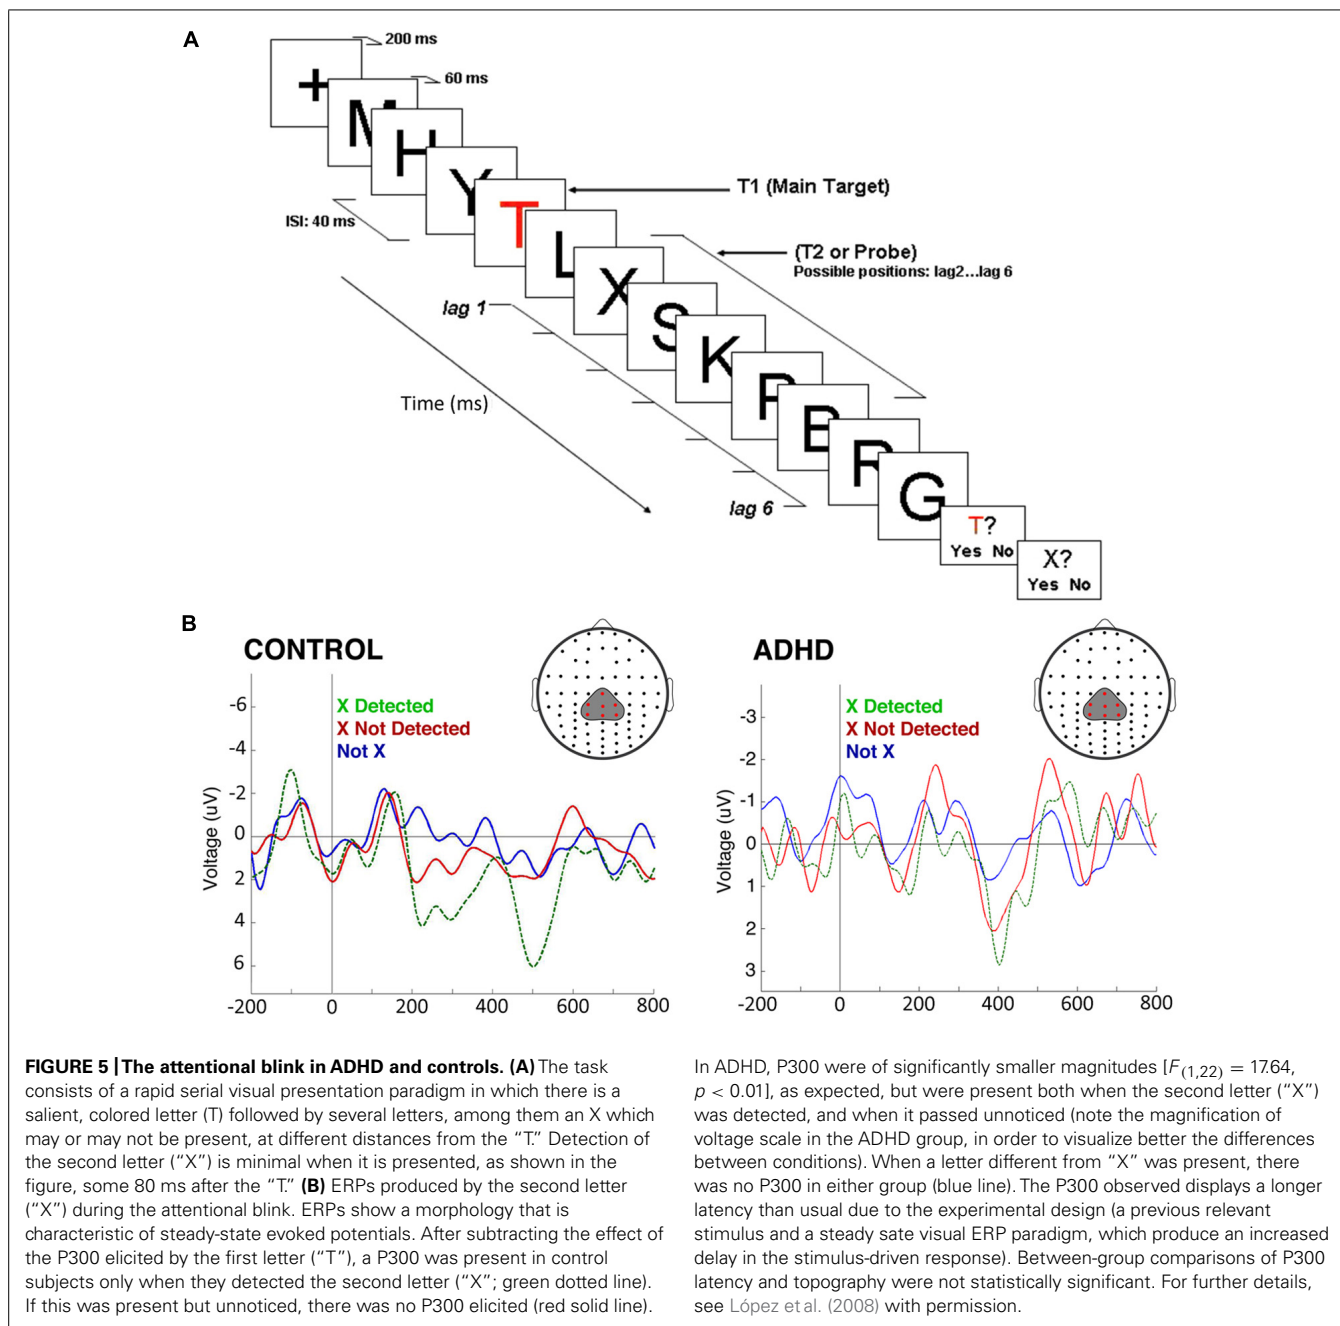 A
200 ms
+
60 ms
M
H
Y
T
T1 (Main Target)
ISI: 40 ms
L
(T2 or Probe)
Possible positions: lag2...lag 6
X
lag 1
S
K
Time (ms)
P
B
R
lag 6
G
T?
Yes No
X?
Yes No
B
CONTROL
X Detected
X Not Detected
Not X
Voltage (uV)
-6
-4
-2
0
2
4
6
-200 0 200 400 600 800
ADHD
X Detected
X Not Detected
Not X
Voltage (uV)
-3
-2
-1
0
1
2
3
-200 0 200 400 600 800
FIGURE 5 | The attentional blink in ADHD and controls. (A) The task
consists of a rapid serial visual presentation paradigm in which there is a
salient, colored letter (T) followed by several letters, among them an X which
may or may not be present, at different distances from the “T.” Detection of
the second letter (“X”) is minimal when it is presented, as shown in the
figure, some 80 ms after the “T.” (B) ERPs produced by the second letter
(“X”) during the attentional blink. ERPs show a morphology that is
characteristic of steady-state evoked potentials. After subtracting the effect of
the P300 elicited by the first letter (“T”), a P300 was present in control
subjects only when they detected the second letter (“X”; green dotted line).
If this was present but unnoticed, there was no P300 elicited (red solid line).
In ADHD, P300 were of significantly smaller magnitudes [F(1,22) = 17.64,
p < 0.01], as expected, but were present both when the second letter (“X”)
was detected, and when it passed unnoticed (note the magnification of
voltage scale in the ADHD group, in order to visualize better the differences
between conditions). When a letter different from “X” was present, there
was no P300 in either group (blue line). The P300 observed displays a longer
latency than usual due to the experimental design (a previous relevant
stimulus and a steady sate visual ERP paradigm, which produce an increased
delay in the stimulus-driven response). Between-group comparisons of P300
latency and topography were not statistically significant. For further details,
see López et al. (2008) with permission.